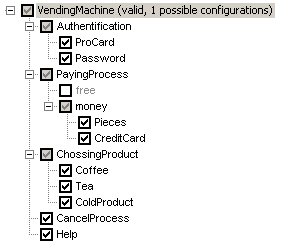 VendingMachine (valid, 1 possible configurations)
Authentification
ProCard
Password
PayingProcess
free
money
Pieces
CreditCard
ChossingProduct
Coffee
Tea
ColdProduct
CancelProcess
Help